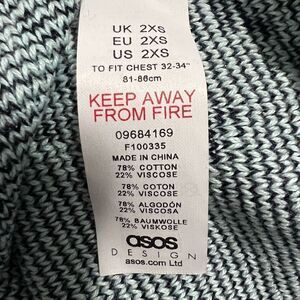 UK 2XS
EU 2XS
US 2XS
TO FIT CHEST 32-34"
81-86cm
KEEP AWAY
FROM FIRE
09684169
F100335
MADE IN CHINA
78% COTTON
22% VISCOSE
78% COTON
22% VISCOSE
78% ALGODÓN
22% VISCOSA
78% BAUMWOLLE
22% VISKOSE
asos
DESIGN
asos.com Ltd